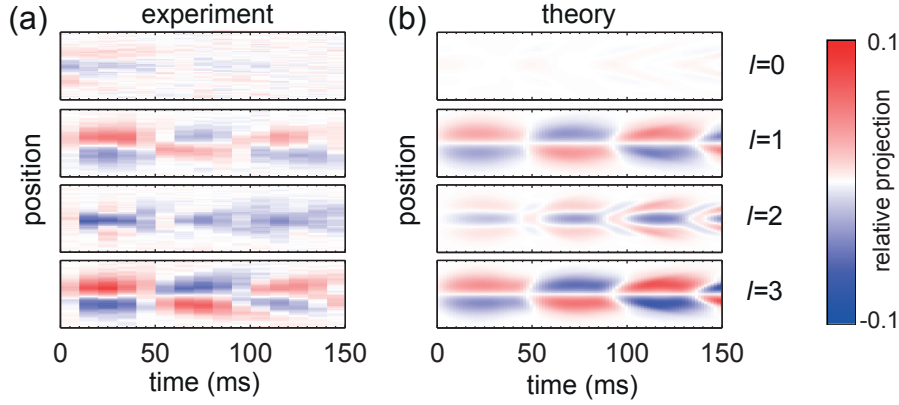 (a) experiment
(b) theory
position
position
l=0
l=1
l=2
l=3
0 50 100 150
0 50 100 150
time (ms)
time (ms)
0.1
relative projection
-0.1